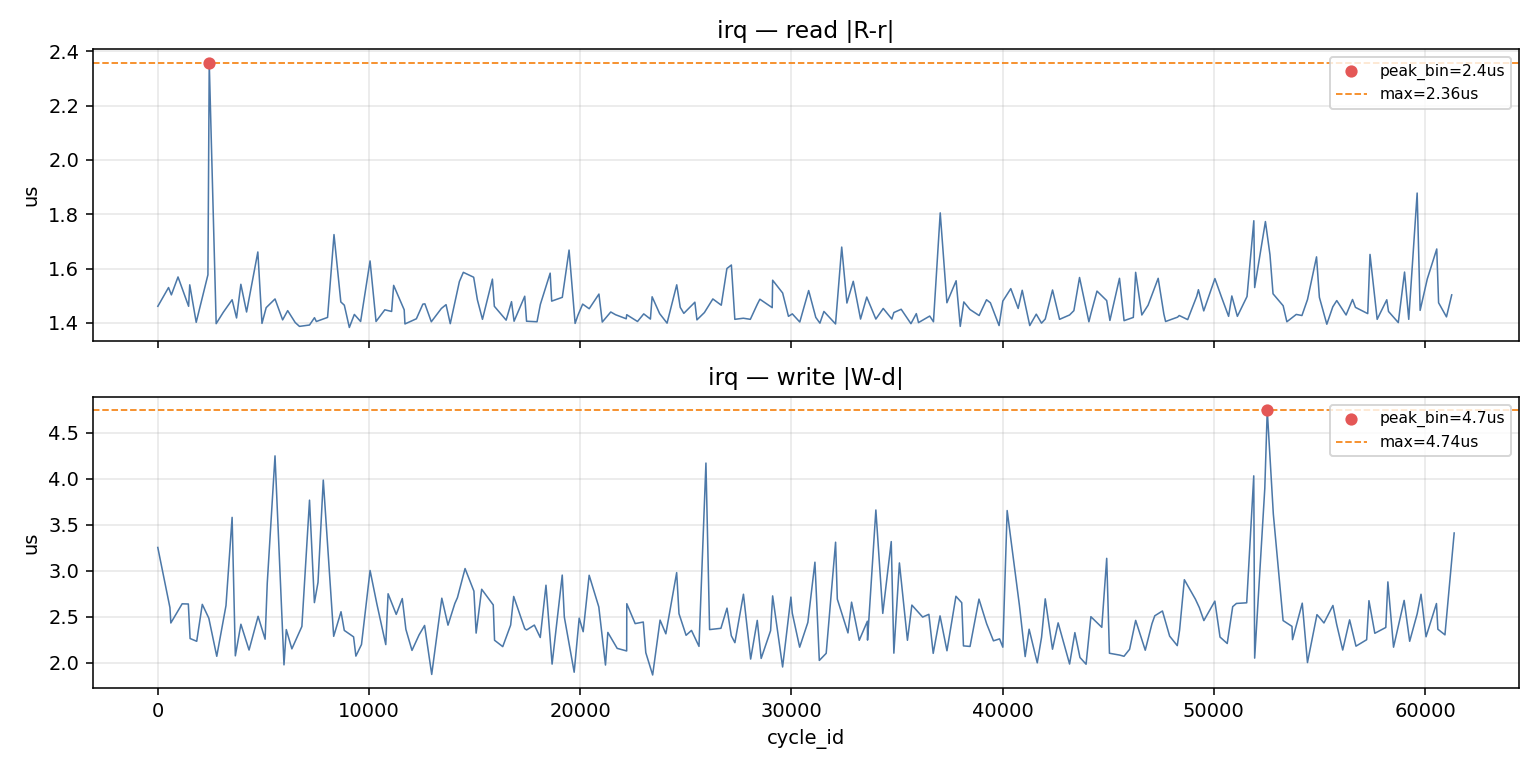 irq — read |R-r|
2.4
2.2
2.0
1.8
1.6
1.4
us
peak_bin=2.4us
max=2.36us
irq — write |W-d|
4.5
4.0
3.5
3.0
2.5
2.0
us
peak_bin=4.7us
max=4.74us
0 10000 20000 30000 40000 50000 60000
cycle_id